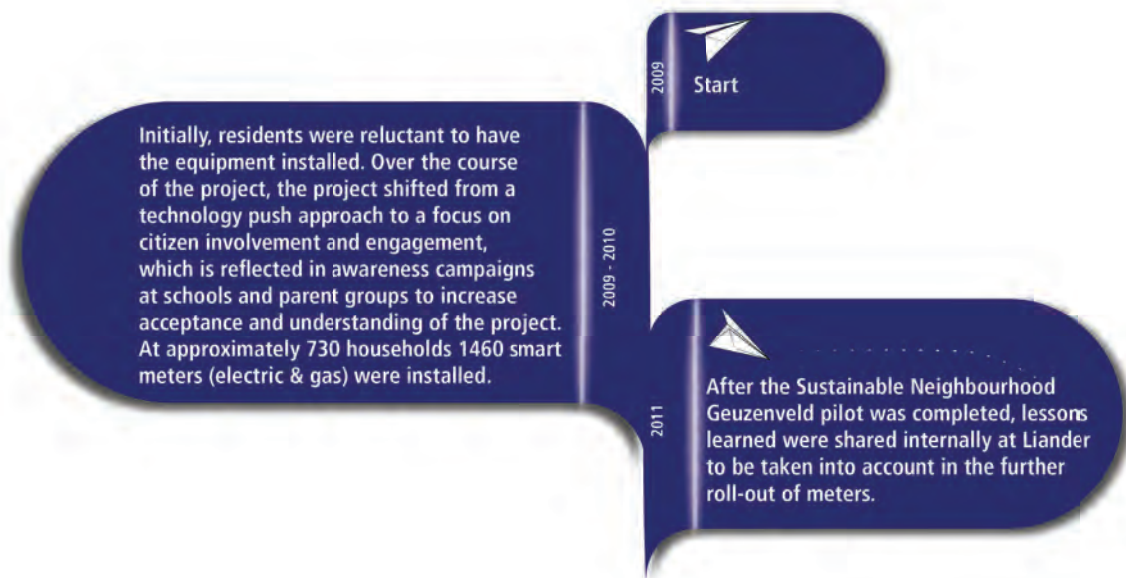 2009
Start
Initially, residents were reluctant to have
the equipment installed. Over the course
of the project, the project shifted from a
technology push approach to a focus on
citizen involvement and engagement,
which is reflected in awareness campaigns
at schools and parent groups to increase
acceptance and understanding of the project.
At approximately 730 households 1460 smart
meters (electric & gas) were installed.
2009 - 2010
2011
After the Sustainable Neighbourhood
Geuzenveld pilot was completed, lessons
learned were shared internally at Liander
to be taken into account in the further
roll-out of meters.